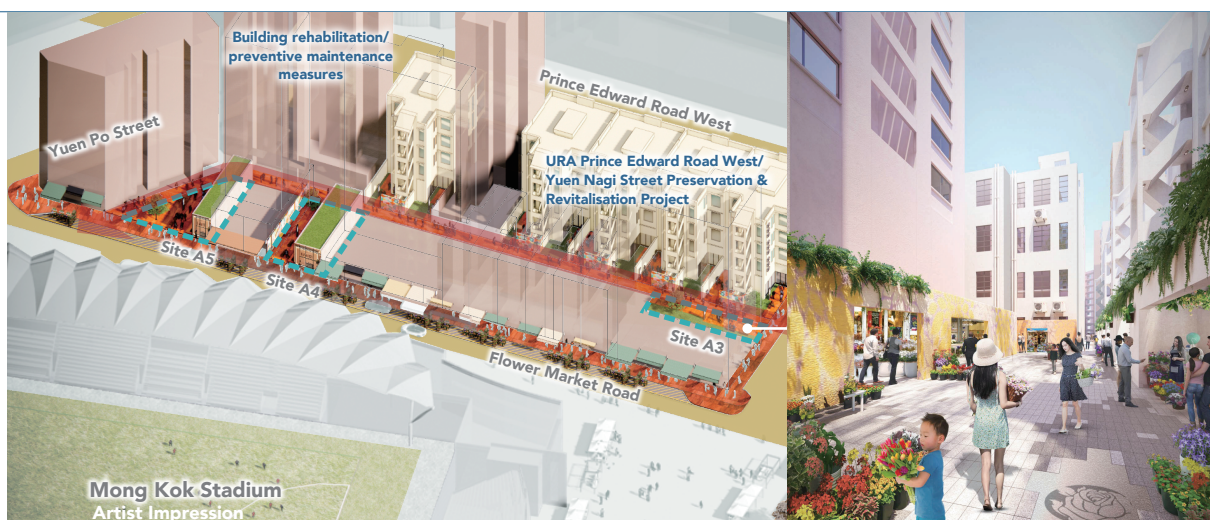 Building rehabilitation/
preventive maintenance
measures
Prince Edward Road West
Yuen Po Street
URA Prince Edward Road West/
Yuen Nagi Street Preservation &
Revitalisation Project
Site A5
Site A4
Site A3
Flower Market Road
Mong Kok Stadium
Artist Impression